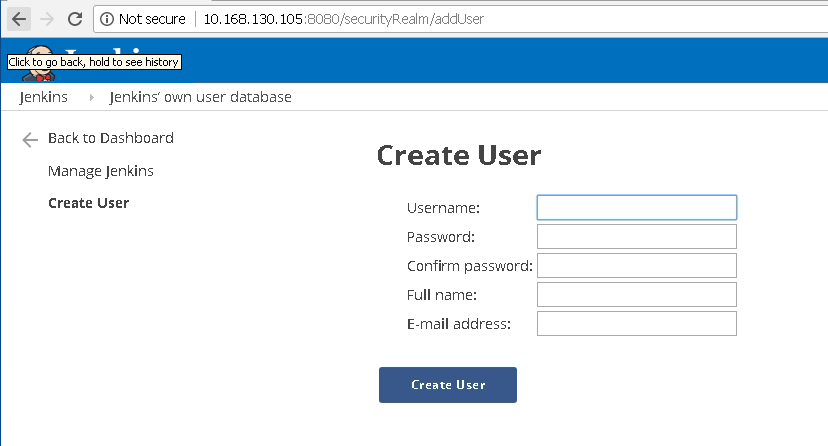 Not secure | 10.168.130.105:8080/securityRealm/addUser
Click to go back, hold to see history
Jenkins Jenkins' own user database
Back to Dashboard
Manage Jenkins
Create User
Create User
Username:
Password:
Confirm password:
Full name:
E-mail address:
Create User